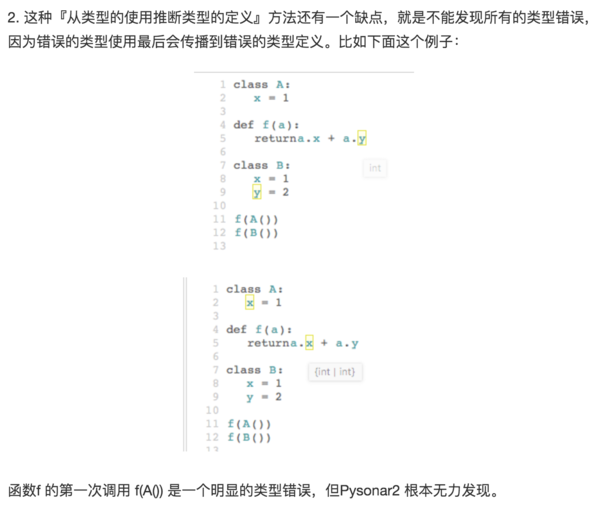 2. 这种『从类型的使用推断类型的定义』方法还有一个缺点，就是不能发现所有的类型错误，
因为错误的类型使用最后会传播到错误的类型定义。比如下面这个例子：
1 class A:
2 x = 1
3
4 def f(a):
5 returna.x + a.y
6
int
7 class B:
8 x = 1
9 y = 2
10
11 f(A())
12 f(B())
13
1 class A:
2 x = 1
3
4 def f(a):
5 returna.x + a.y
6
7 class B:
{int | int}
8 x = 1
9 y = 2
10
11 f(A())
12 f(B())
13
函数f 的第一次调用 f(A()) 是一个明显的类型错误，但Pysonar2 根本无力发现。